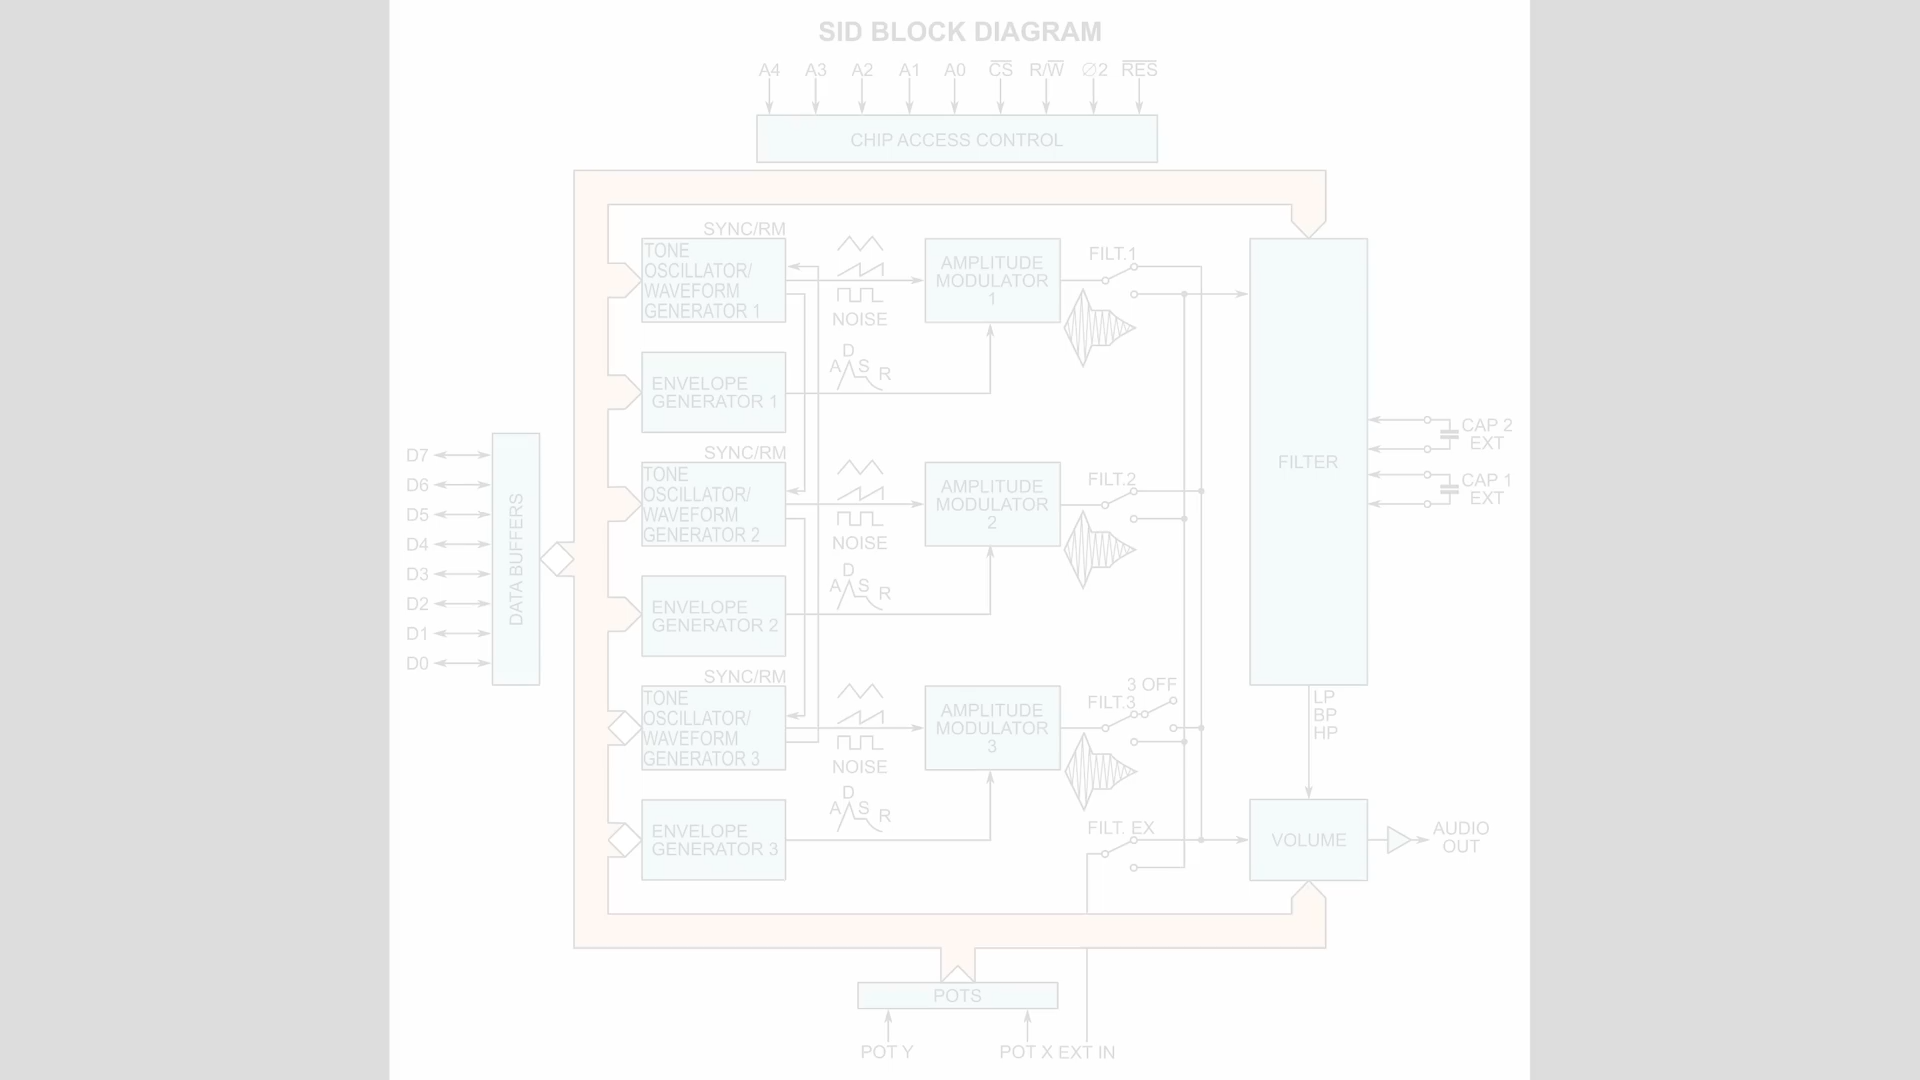 SID BLOCK DIAGRAM
A4 A3 A2 A1 A0 CS R/W ∅2 RES
CHIP ACCESS CONTROL
SYNC/RM
TONE
OSCILLATOR/
WAVEFORM
GENERATOR 1
NOISE
AMPLITUDE
MODULATOR
1
FILT.1
ENVELOPE
GENERATOR 1
A D S R
SYNC/RM
TONE
OSCILLATOR/
WAVEFORM
GENERATOR 2
NOISE
AMPLITUDE
MODULATOR
2
FILT.2
ENVELOPE
GENERATOR 2
A D S R
SYNC/RM
TONE
OSCILLATOR/
WAVEFORM
GENERATOR 3
NOISE
AMPLITUDE
MODULATOR
3
3 OFF
FILT.3
ENVELOPE
GENERATOR 3
A D S R
FILT. EX
D7
D6
D5
D4
D3
D2
D1
D0
DATA BUFFERS
FILTER
CAP 2
EXT
CAP 1
EXT
LP
BP
HP
VOLUME
AUDIO
OUT
POTS
POT Y POT X EXT IN